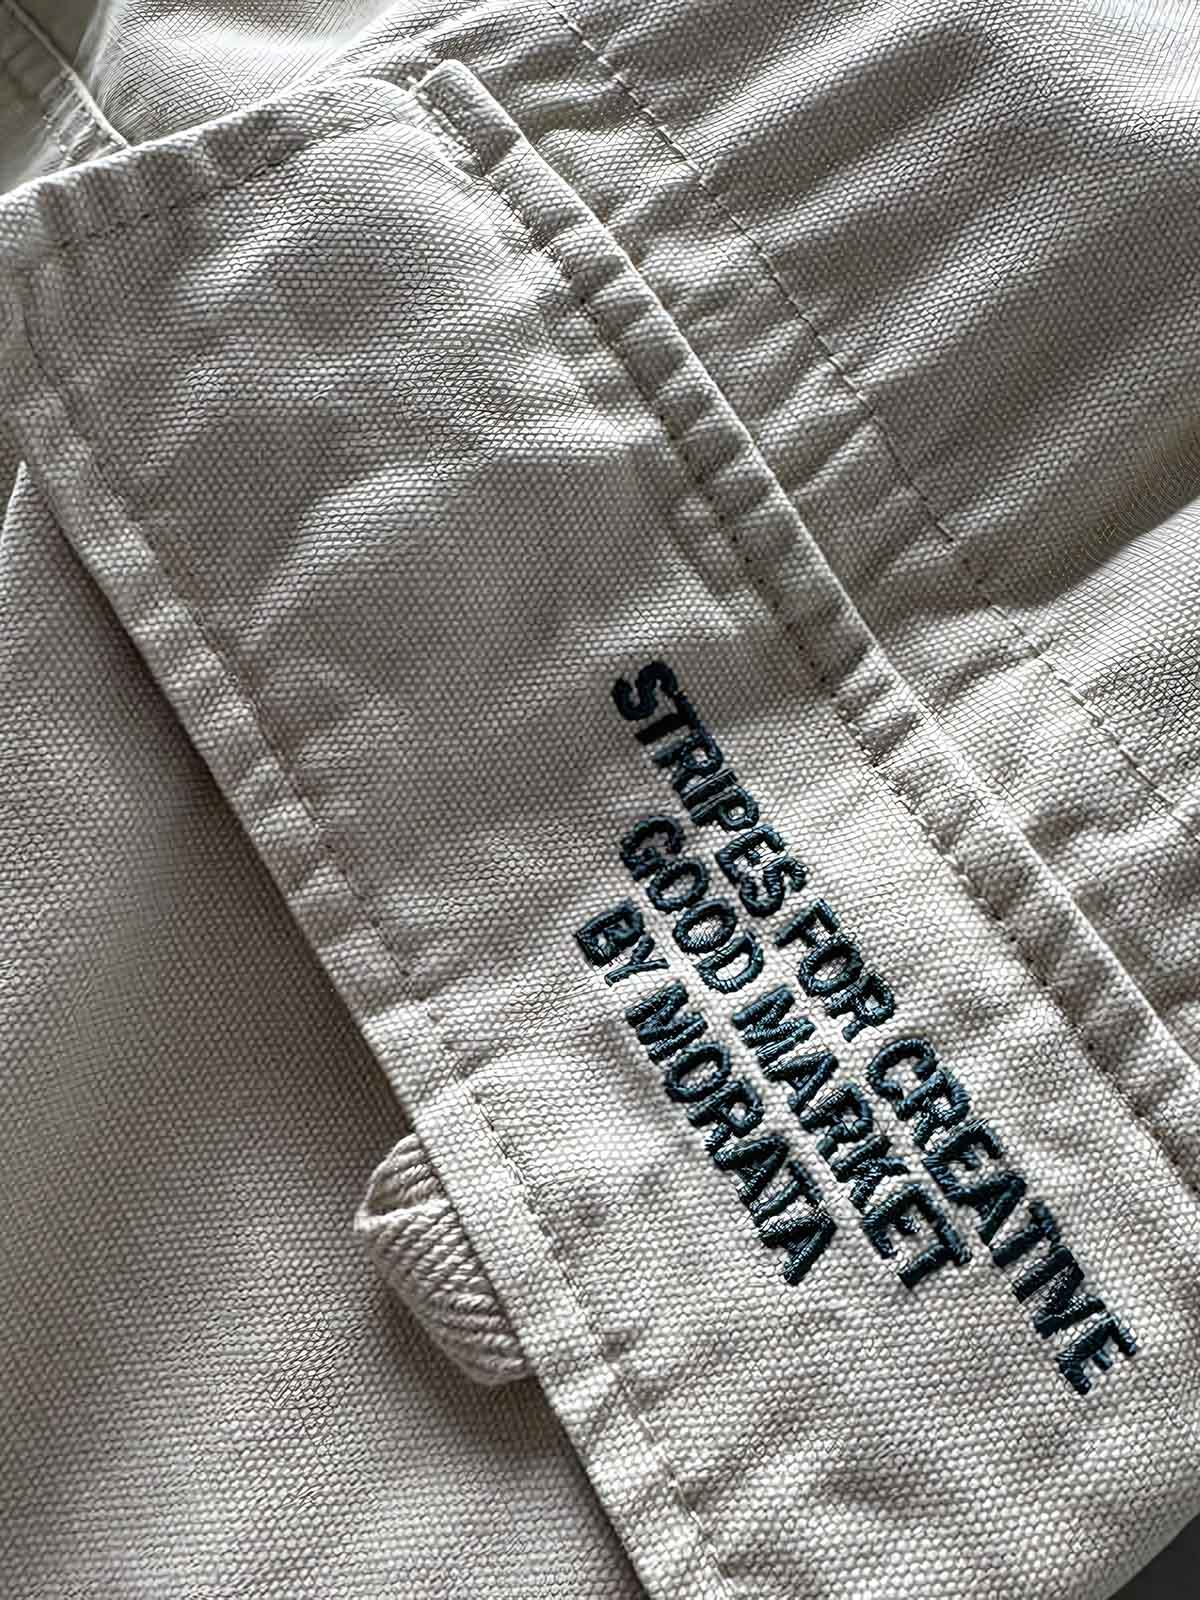 STRIPES FOR CREATIVE
GOOD MARKET
BY MORATA